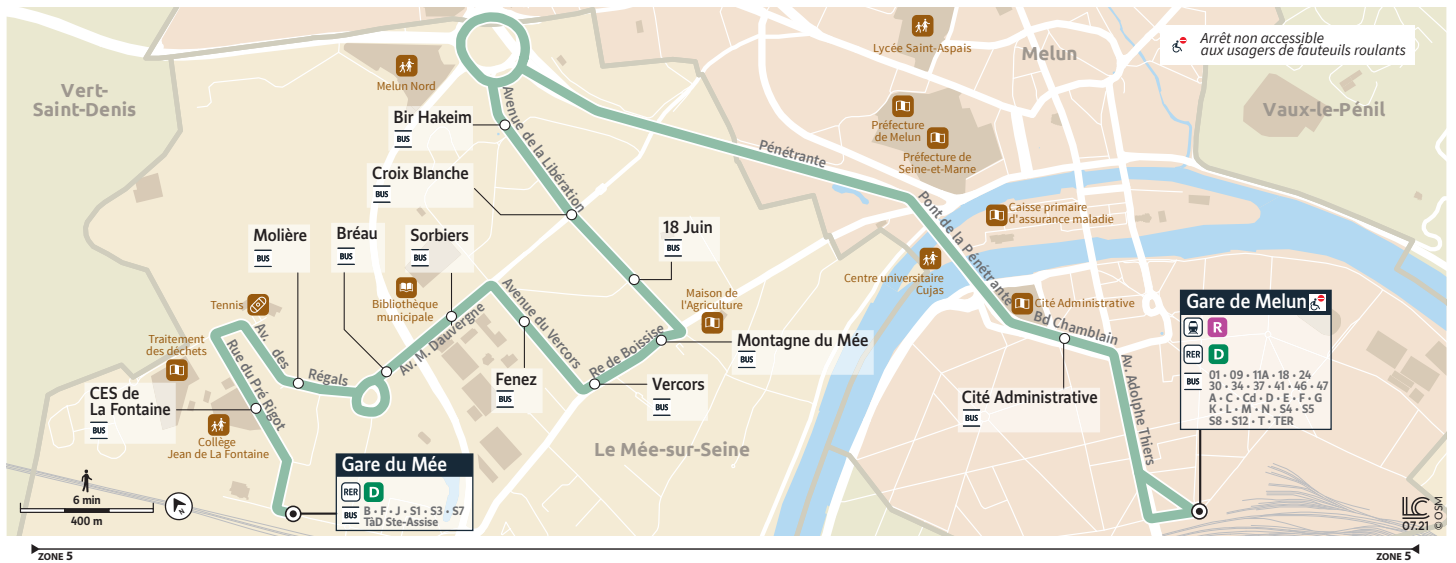 Arrêt non accessible
aux usagers de fauteuils roulants
Lycée Saint-Aspais
Melun
Vert-
Saint-Denis
Melun Nord
Vaux-le-Pénil
Bir Hakeim
BUS
Avenue de la Libération
Préfecture
de Melun
Pénétrante
Préfecture de
Seine-et-Marne
Croix Blanche
BUS
Pont de la Pénétrante
Caisse primaire
d'assurance maladie
Molière
BUS
Bréau
BUS
Sorbiers
BUS
18 Juin
BUS
Centre universitaire
Cujas
Tennis
Bibliothèque
municipale
Maison de
l'Agriculture
Cité Administrative
Bd Chamblain
Gare de Melun
R
RER D
BUS
01 • 09 • 11A • 18 • 24
30 • 34 • 37 • 41 • 46 • 47
A • C • Cd • D • E • F • G
K • L • M • N • S4 • S5
S8 • S12 • T • TER
Traitement
des déchets
Av. des
Régals
Rue du Pré Rigot
Av. M. Dauvergne
Avenue du Vercors
Re de Boissise
Montagne du Mée
BUS
CES de
La Fontaine
BUS
Fenez
BUS
Vercors
BUS
Cité Administrative
BUS
Av. Adolphe Thiers
Collège
Jean de La Fontaine
Le Mée-sur-Seine
Gare du Mée
RER D
BUS
B • F • J • S1 • S3 • S7
TàD Ste-Assise
6 min
400 m
LC
07.21
© OSM
ZONE 5
ZONE 5